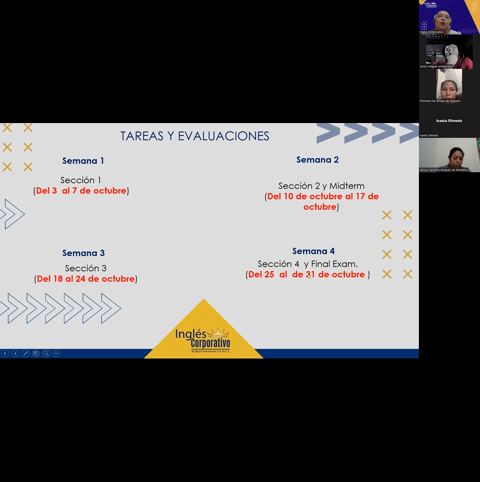 TAREAS Y EVALUACIONES
Semana 1
Sección 1
(Del 3 al 7 de octubre)
Semana 2
Sección 2 y Midterm
(Del 10 de octubre al 17 de
octubre)
Semana 3
Sección 3
(Del 18 al 24 de octubre)
Semana 4
Sección 4 y Final Exam.
(Del 25 al de 31 de octubre )
Inglés
Corporativo
Irania Olmedo